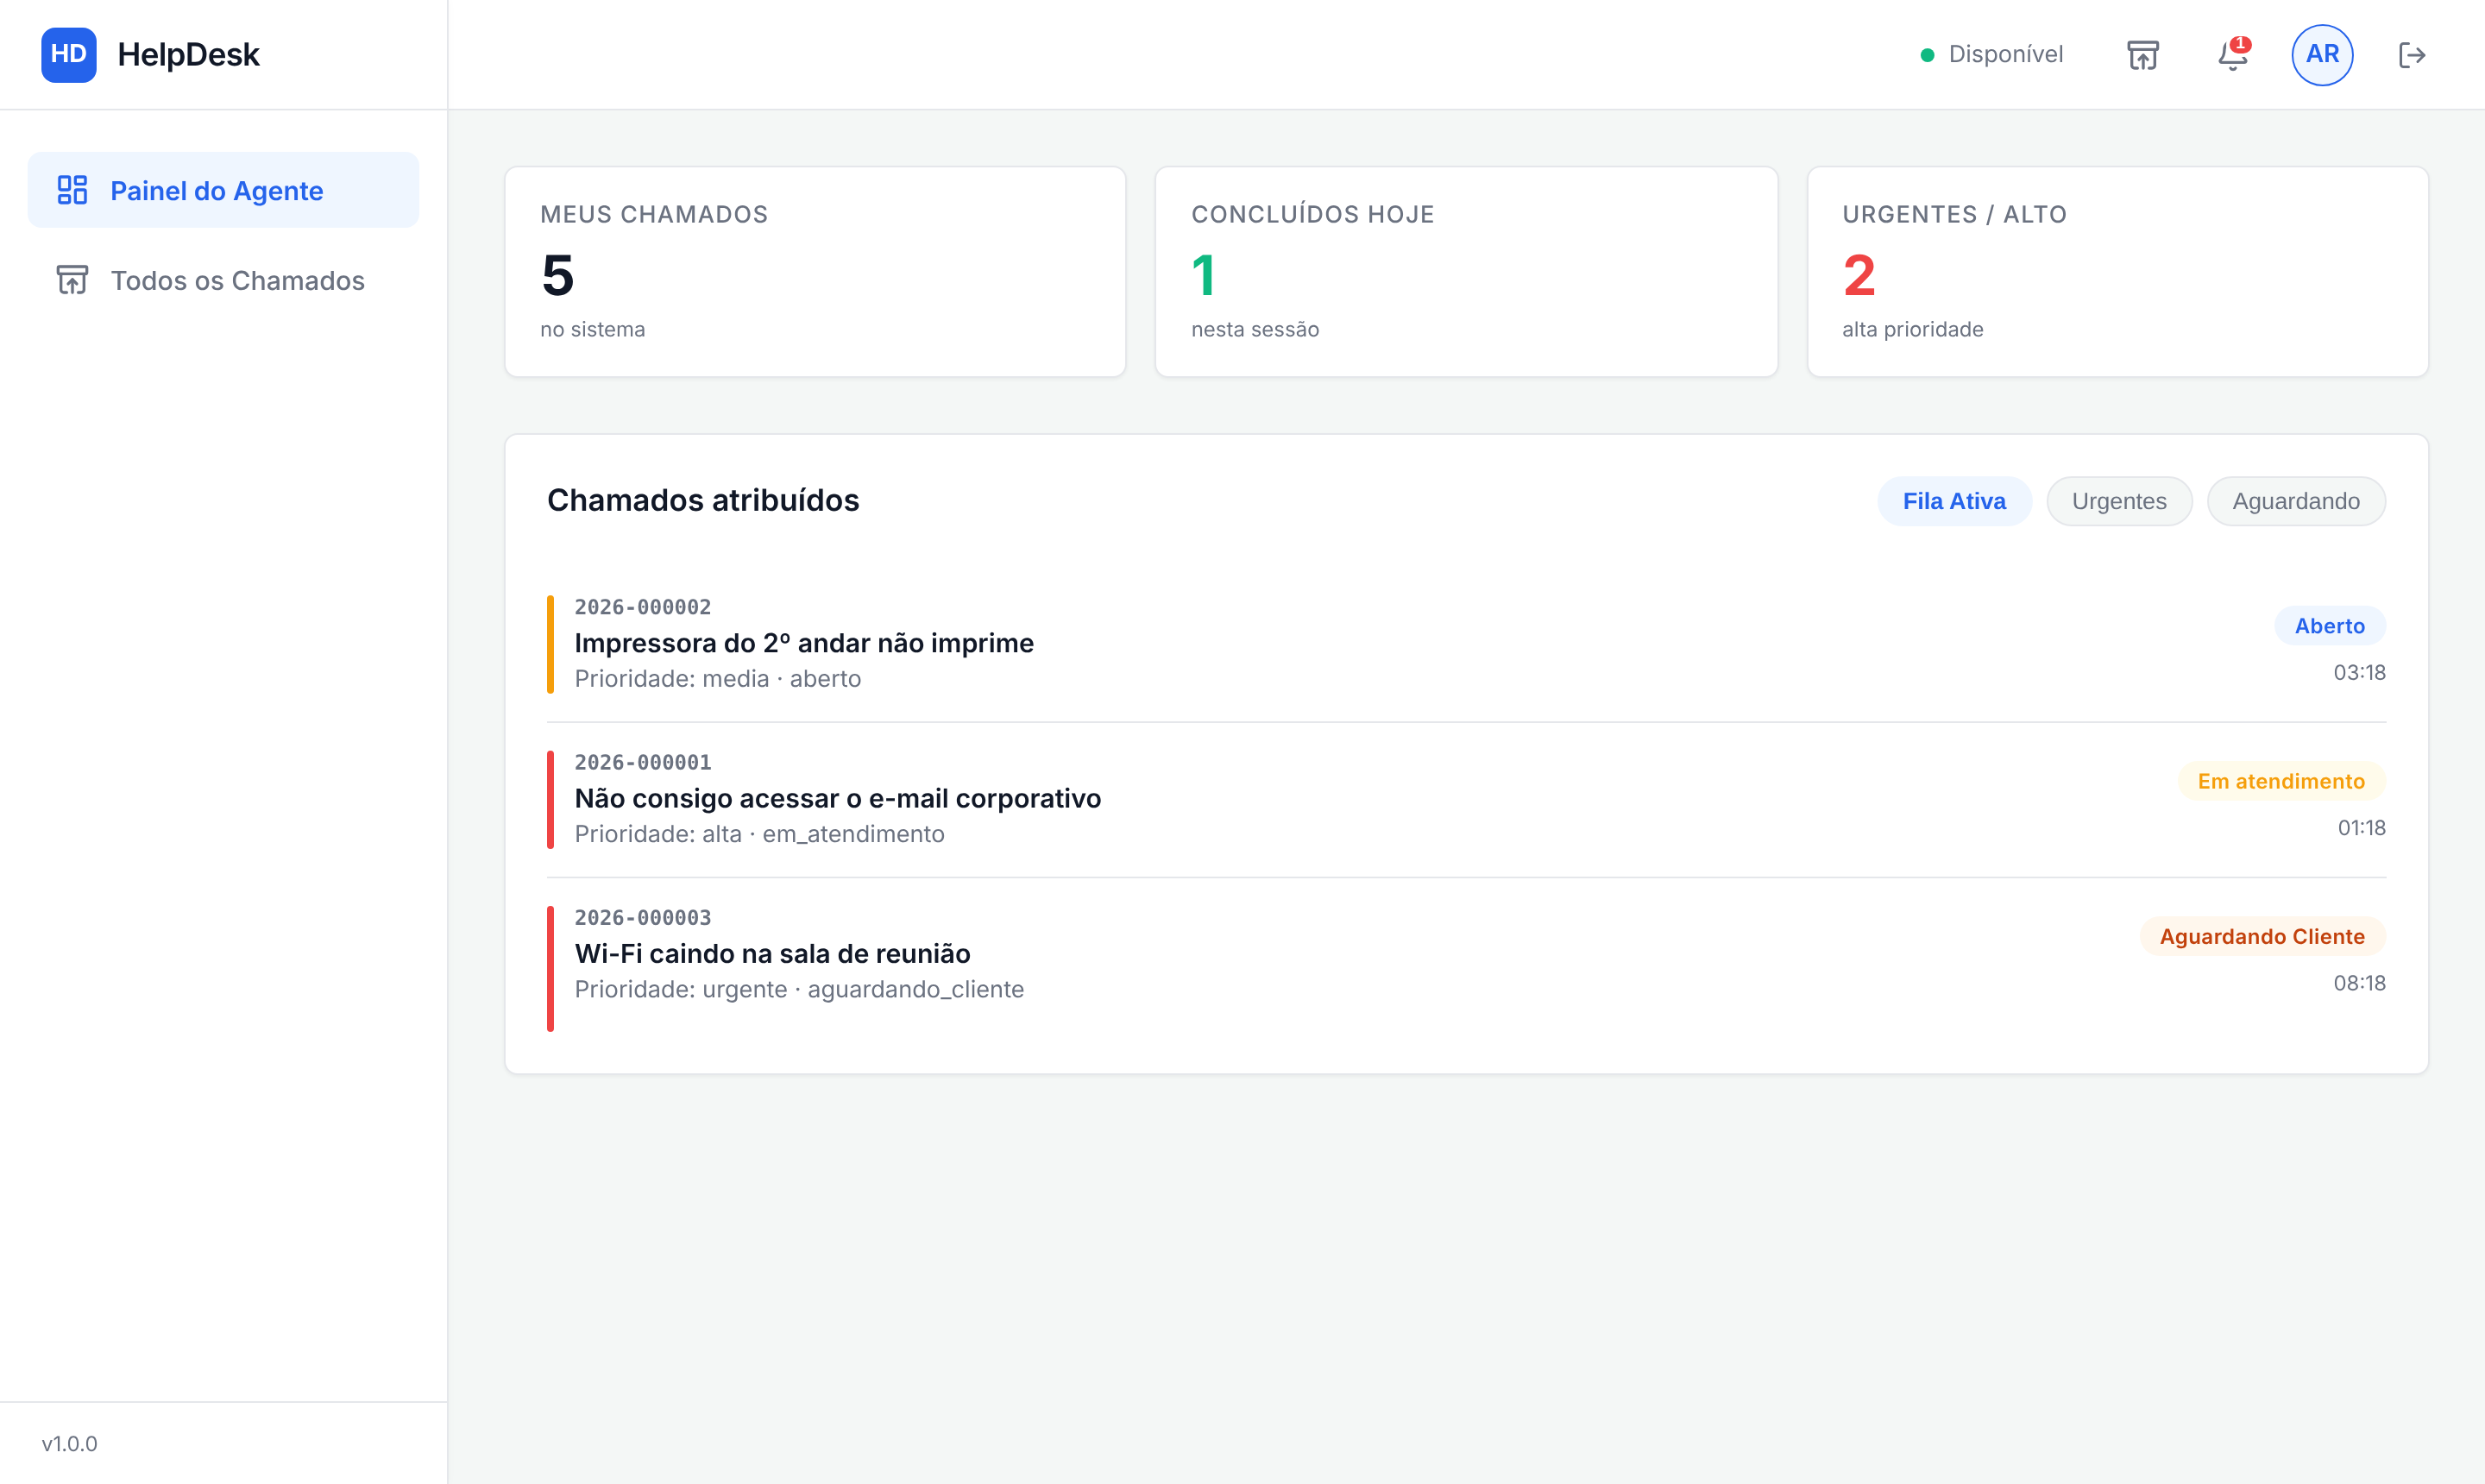 HD HelpDesk
Disponível
1
AR
Painel do Agente
Todos os Chamados
MEUS CHAMADOS
5
no sistema
CONCLUÍDOS HOJE
1
nesta sessão
URGENTES / ALTO
2
alta prioridade
Chamados atribuídos
Fila Ativa
Urgentes
Aguardando
2026-000002
Impressora do 2º andar não imprime
Prioridade: media · aberto
Aberto
03:18
2026-000001
Não consigo acessar o e-mail corporativo
Prioridade: alta · em_atendimento
Em atendimento
01:18
2026-000003
Wi-Fi caindo na sala de reunião
Prioridade: urgente · aguardando_cliente
Aguardando Cliente
08:18
v1.0.0